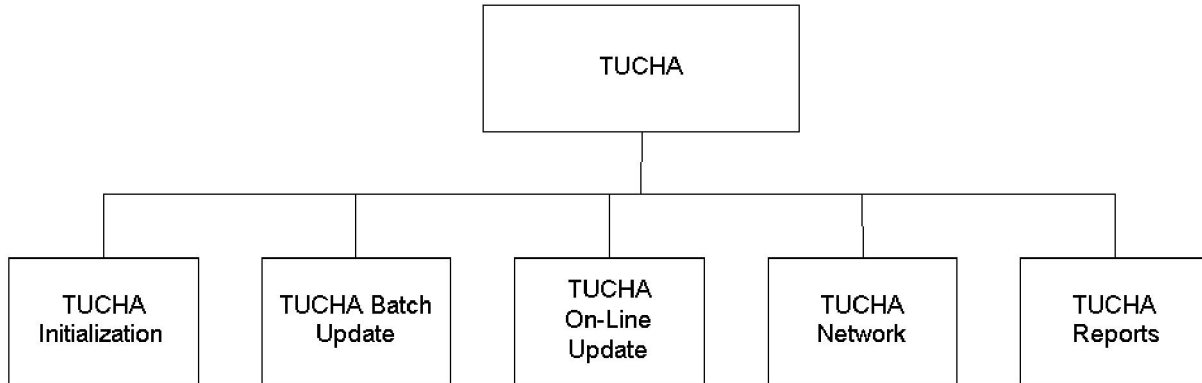 TUCHA
TUCHA
Initialization
TUCHA Batch
Update
TUCHA
On-Line
Update
TUCHA
Network
TUCHA
Reports